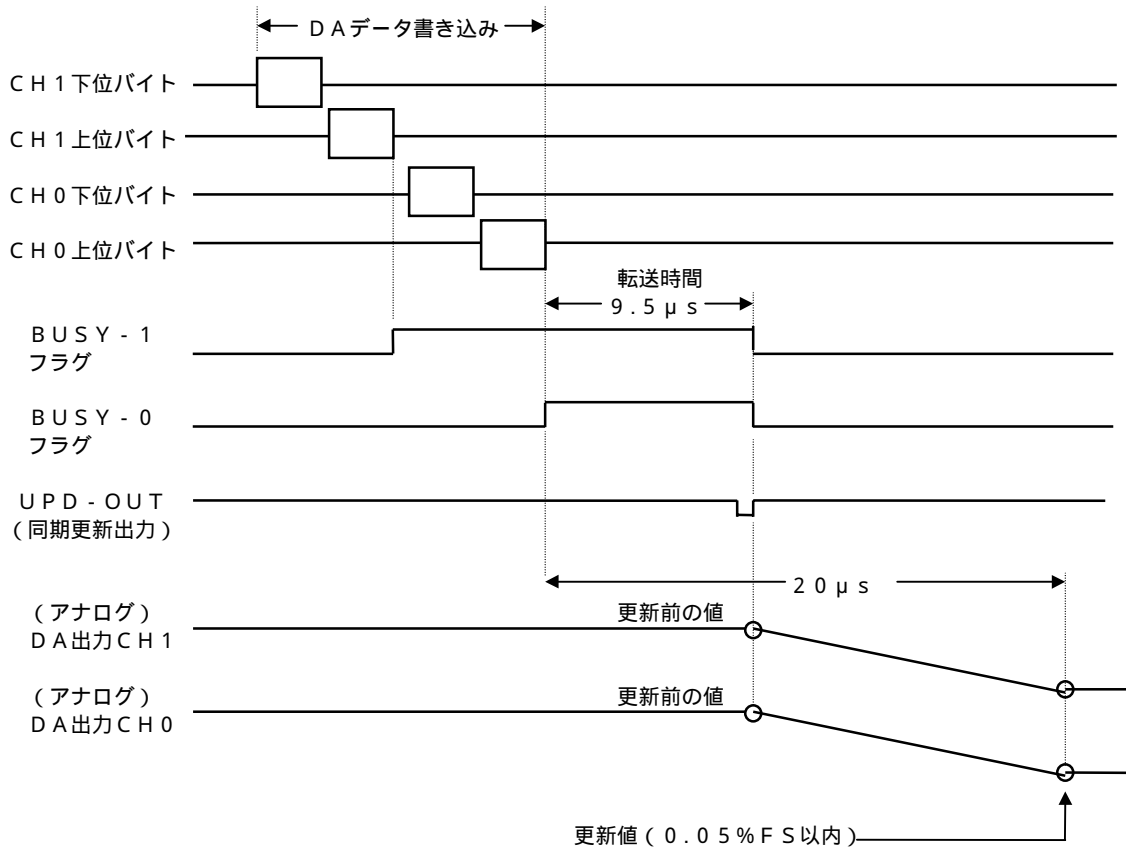 DAデータ書き込み
CH1下位バイト
CH1上位バイト
CH0下位バイト
CH0上位バイト
転送時間
9.5μs
BUSY-1
フラグ
BUSY-0
フラグ
UPD-OUT
(同期更新出力)
20μs
(アナログ)
DA出力CH1
更新前の値
(アナログ)
DA出力CH0
更新前の値
更新値(0.05%FS以内)